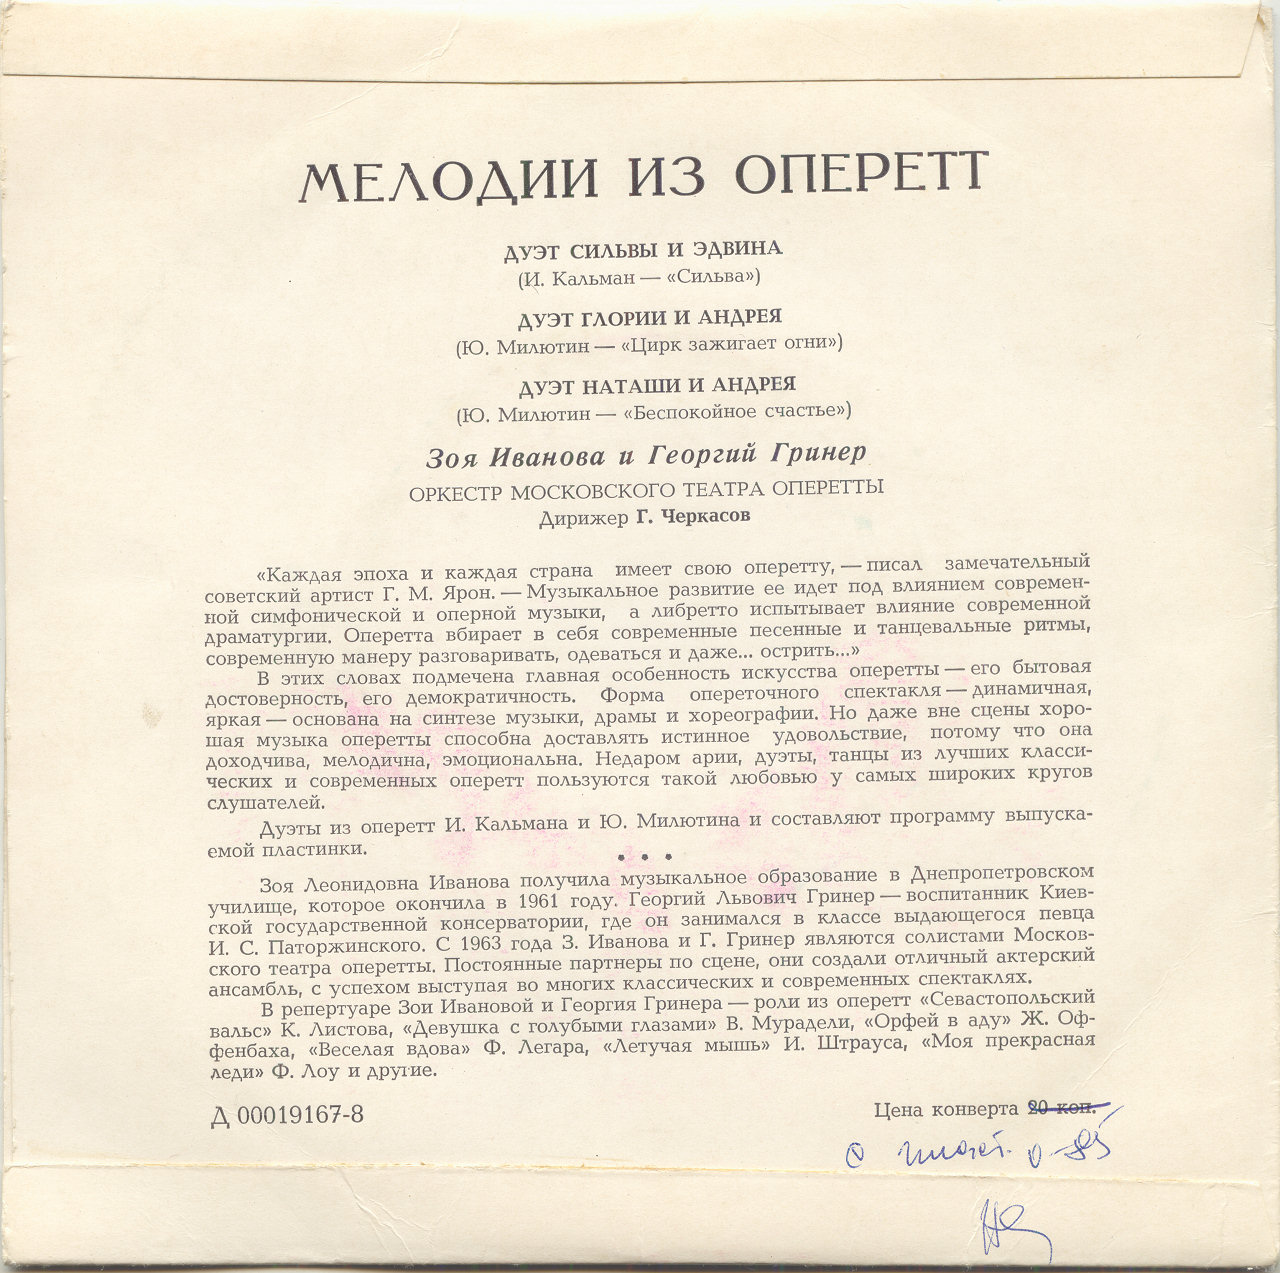 МЕЛОДИИ ИЗ ОПЕРЕТТ
ДУЭТ СИЛЬВЫ И ЭДВИНА
(И. Кальман — «Сильва»)
ДУЭТ ГЛОРИИ И АНДРЕЯ
(Ю. Милютин — «Цирк зажигает огни»)
ДУЭТ НАТАШИ И АНДРЕЯ
(Ю. Милютин — «Беспокойное счастье»)
Зоя Иванова и Георгий Гринер
ОРКЕСТР МОСКОВСКОГО ТЕАТРА ОПЕРЕТТЫ
Дирижер Г. Черкасов
«Каждая эпоха и каждая страна имеет свою оперетту, — писал замечательный
советский артист Г. М. Ярон. — Музыкальное развитие ее идет под влиянием современ-
ной симфонической и оперной музыки, а либретто испытывает влияние современной
драматургии. Оперетта вбирает в себя современные песенные и танцевальные ритмы,
современную манеру разговаривать, одеваться и даже... острить...»
В этих словах подмечена главная особенность искусства оперетты — его бытовая
достоверность, его демократичность. Форма опереточного спектакля — динамичная,
яркая — основана на синтезе музыки, драмы и хореографии. Но даже вне сцены хоро-
шая музыка оперетты способна доставлять истинное удовольствие, потому что она
доходчива, мелодична, эмоциональна. Недаром арии, дуэты, танцы из лучших класси-
ческих и современных оперетт пользуются такой любовью у самых широких кругов
слушателей.
Дуэты из оперетт И. Кальмана и Ю. Милютина и составляют программу выпуска-
емой пластинки.
• • •
Зоя Леонидовна Иванова получила музыкальное образование в Днепропетровском
училище, которое окончила в 1961 году. Георгий Львович Гринер — воспитанник Киев-
ской государственной консерватории, где он занимался в классе выдающегося певца
И. С. Паторжинского. С 1963 года З. Иванова и Г. Гринер являются солистами Москов-
ского театра оперетты. Постоянные партнеры по сцене, они создали отличный актерский
ансамбль, с успехом выступая во многих классических и современных спектаклях.
В репертуаре Зои Ивановой и Георгия Гринера — роли из оперетт «Севастопольский
вальс» К. Листова, «Девушка с голубыми глазами» В. Мурадели, «Орфей в аду» Ж. Оф-
фенбаха, «Веселая вдова» Ф. Легара, «Летучая мышь» И. Штрауса, «Моя прекрасная
леди» Ф. Лоу и другие.
Д 00019167-8
Цена конверта 20 коп.
с пласт. 0-85